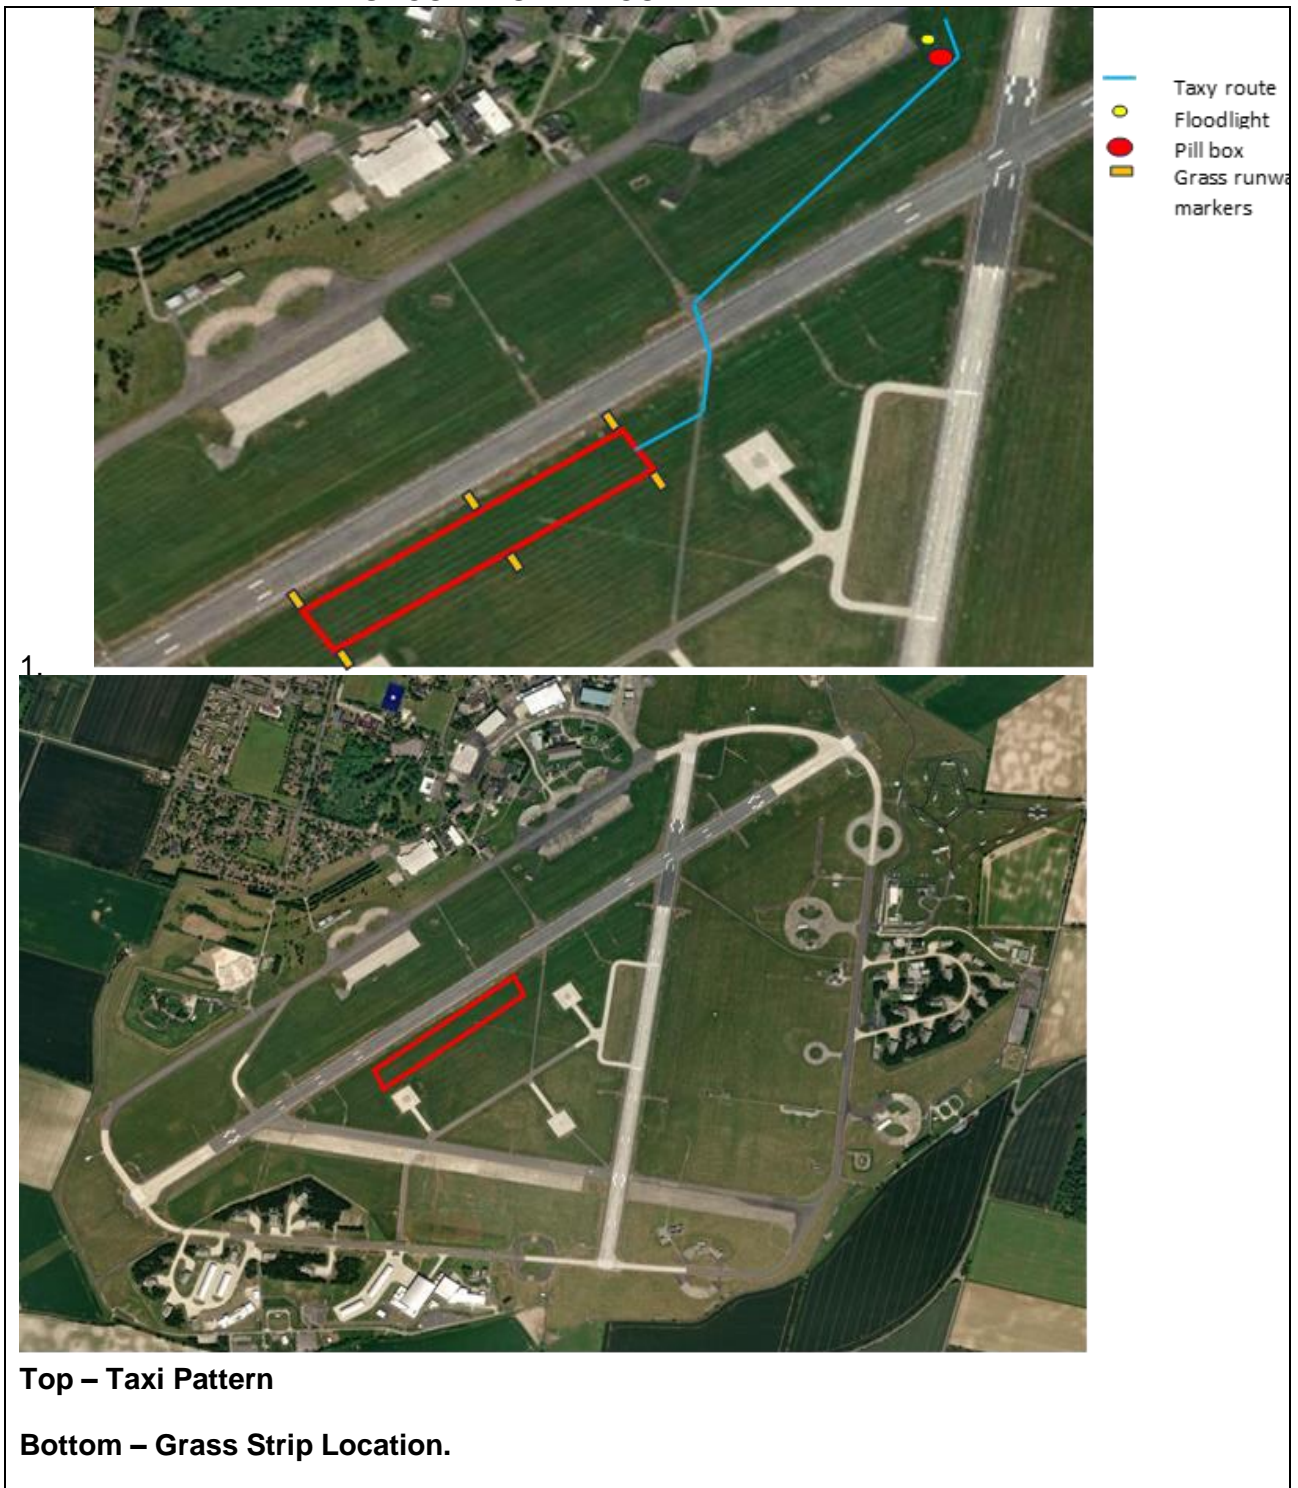 Taxy route
Floodlight
Pill box
Grass runwa
markers
1.
Top – Taxi Pattern
Bottom – Grass Strip Location.